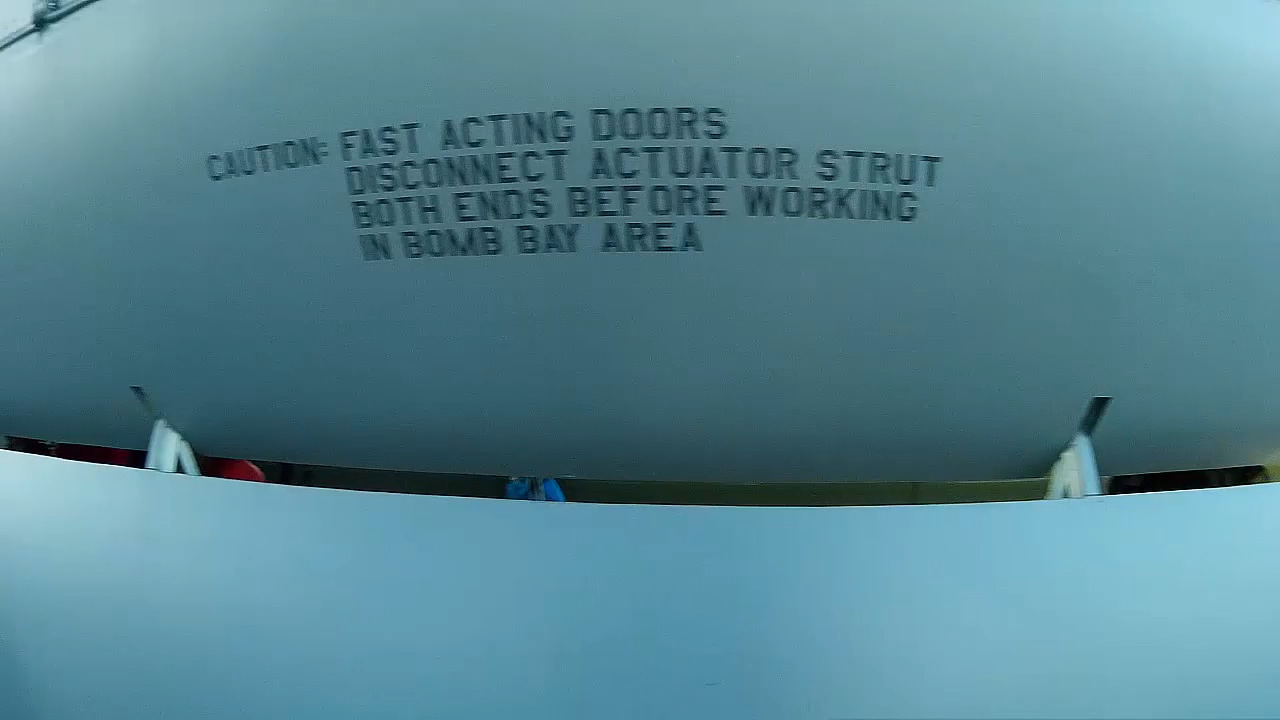 CAUTION: FAST ACTING DOORS
DISCONNECT ACTUATOR STRUT
BOTH ENDS BEFORE WORKING
IN BOMB BAY AREA